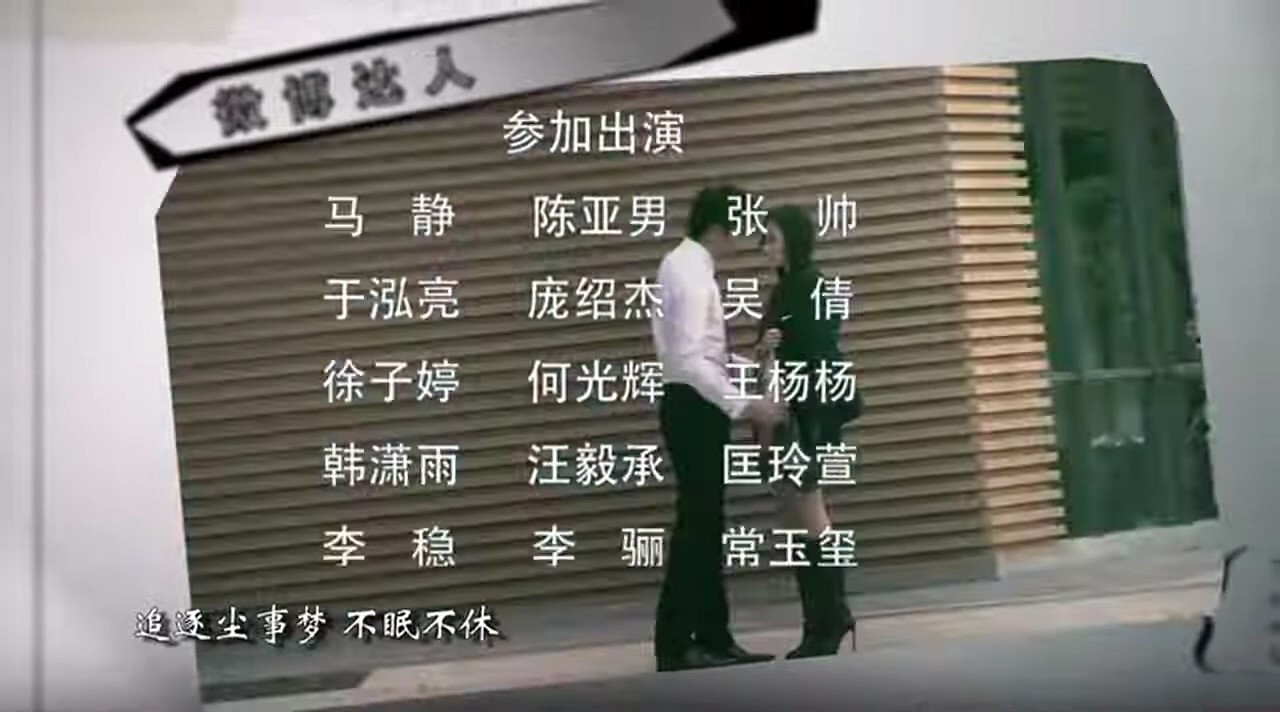 微博达人
参加出演
马 静 陈亚男 张 帅
于泓亮 庞绍杰 吴 倩
徐子婷 何光辉 王杨杨
韩潇雨 汪毅承 匡玲萱
李 稳 李 骊 常玉玺
追逐尘事梦 不眠不休